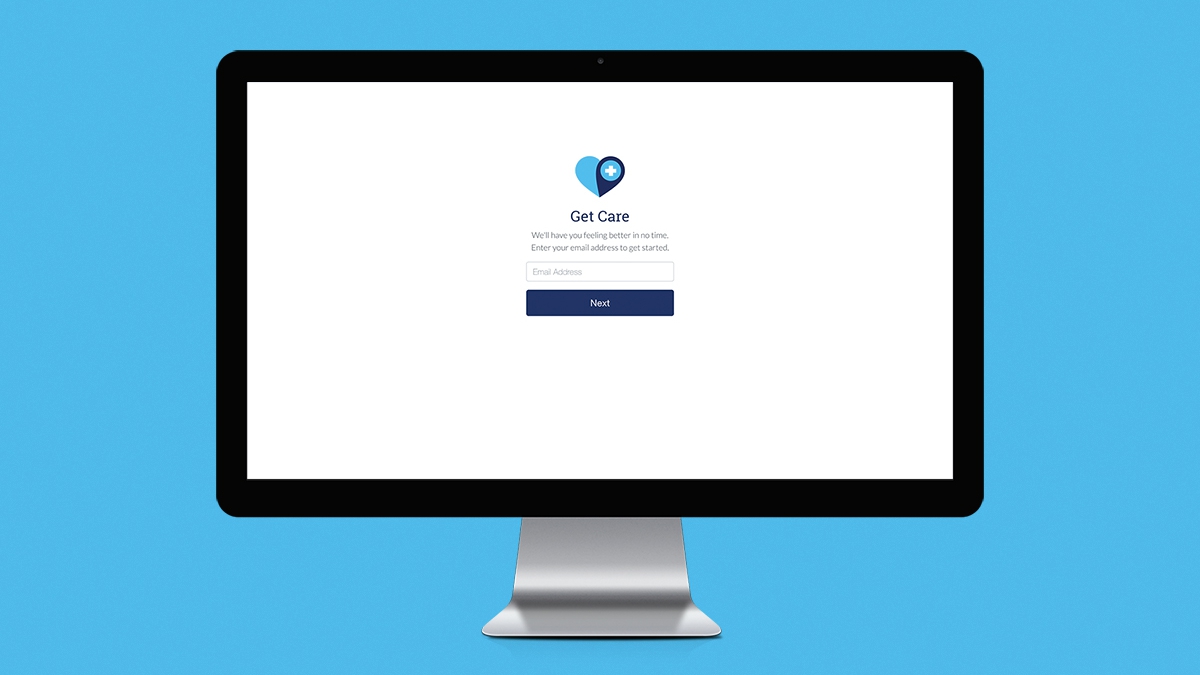 Get Care
We'll have you feeling better in no time.
Enter your email address to get started.
Email Address
Next